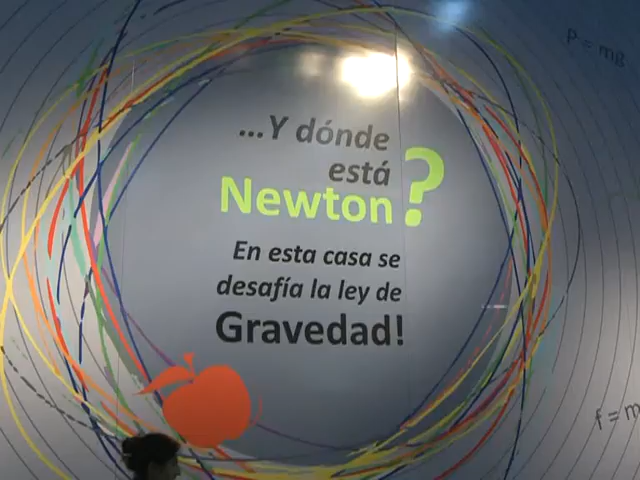 ...Y dónde
está
Newton?
En esta casa se
desafía la ley de
Gravedad!
P = mg